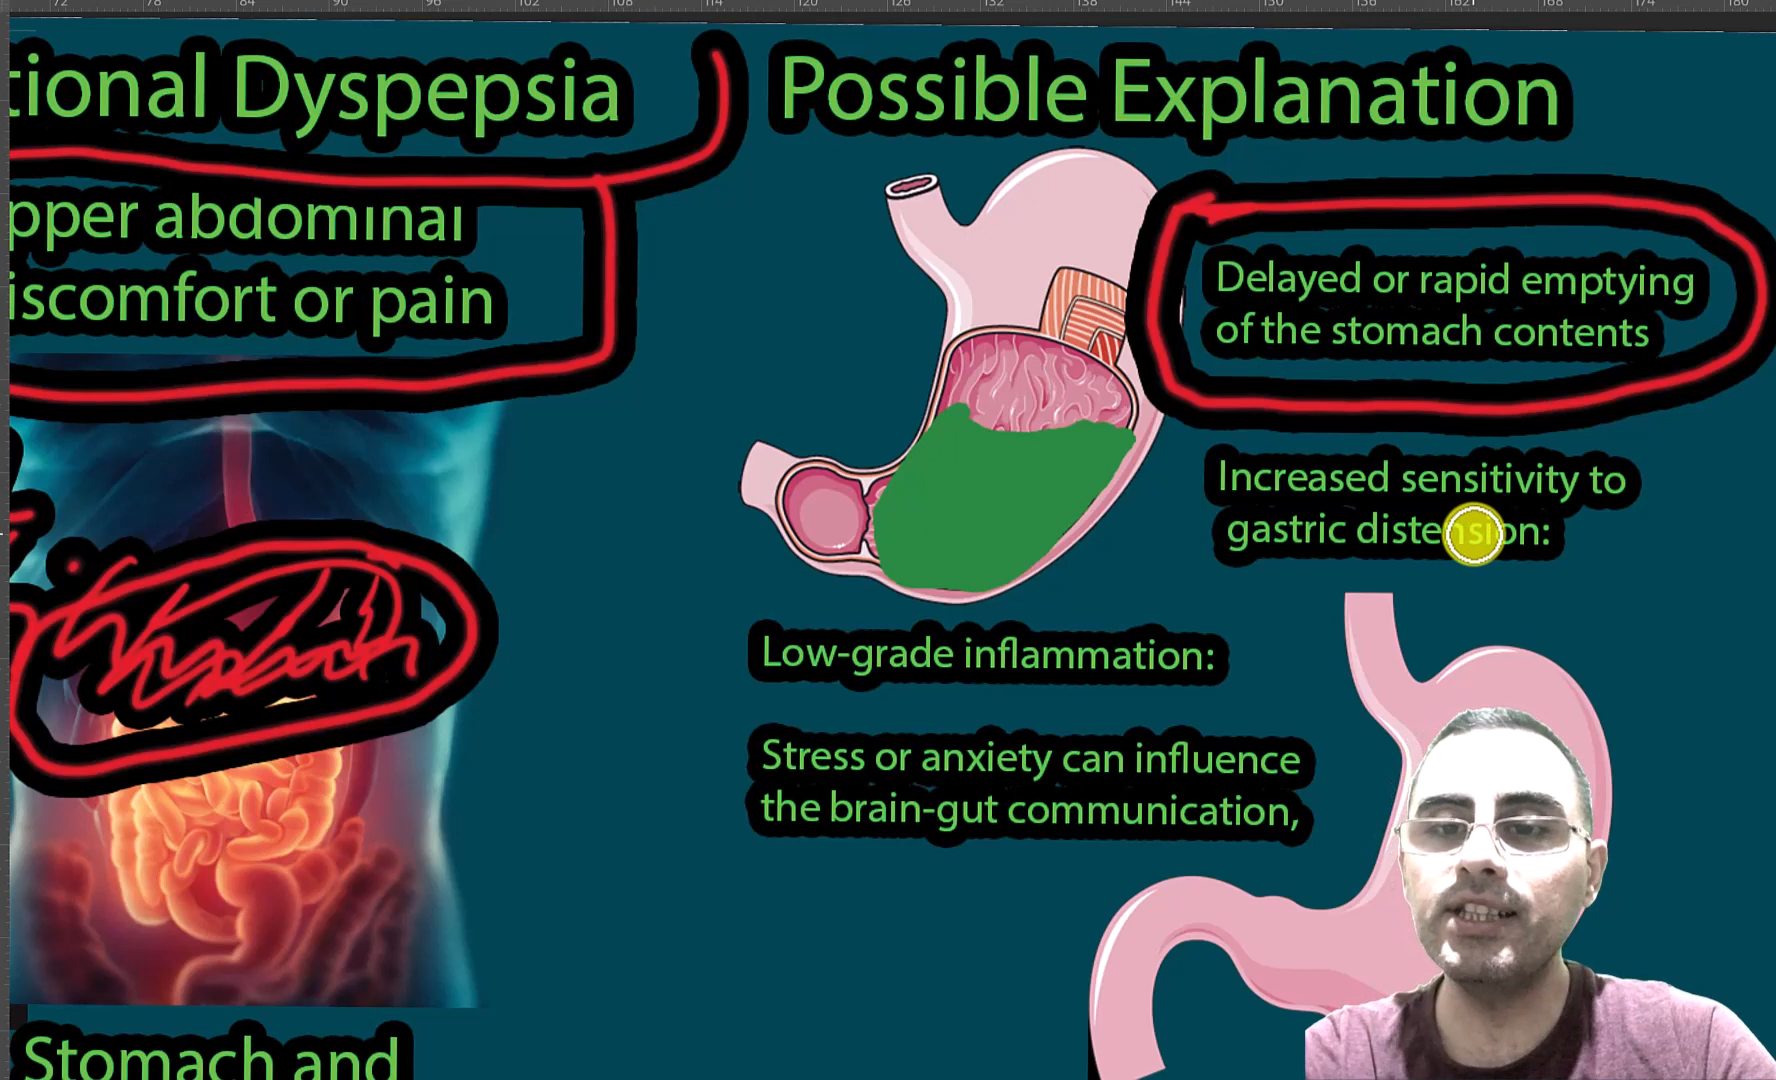 tional Dyspepsia
pper abdominal
iscomfort or pain
Stomach and
Possible Explanation
Delayed or rapid emptying
of the stomach contents
Increased sensitivity to
gastric distension:
Low-grade inflammation:
Stress or anxiety can influence
the brain-gut communication,